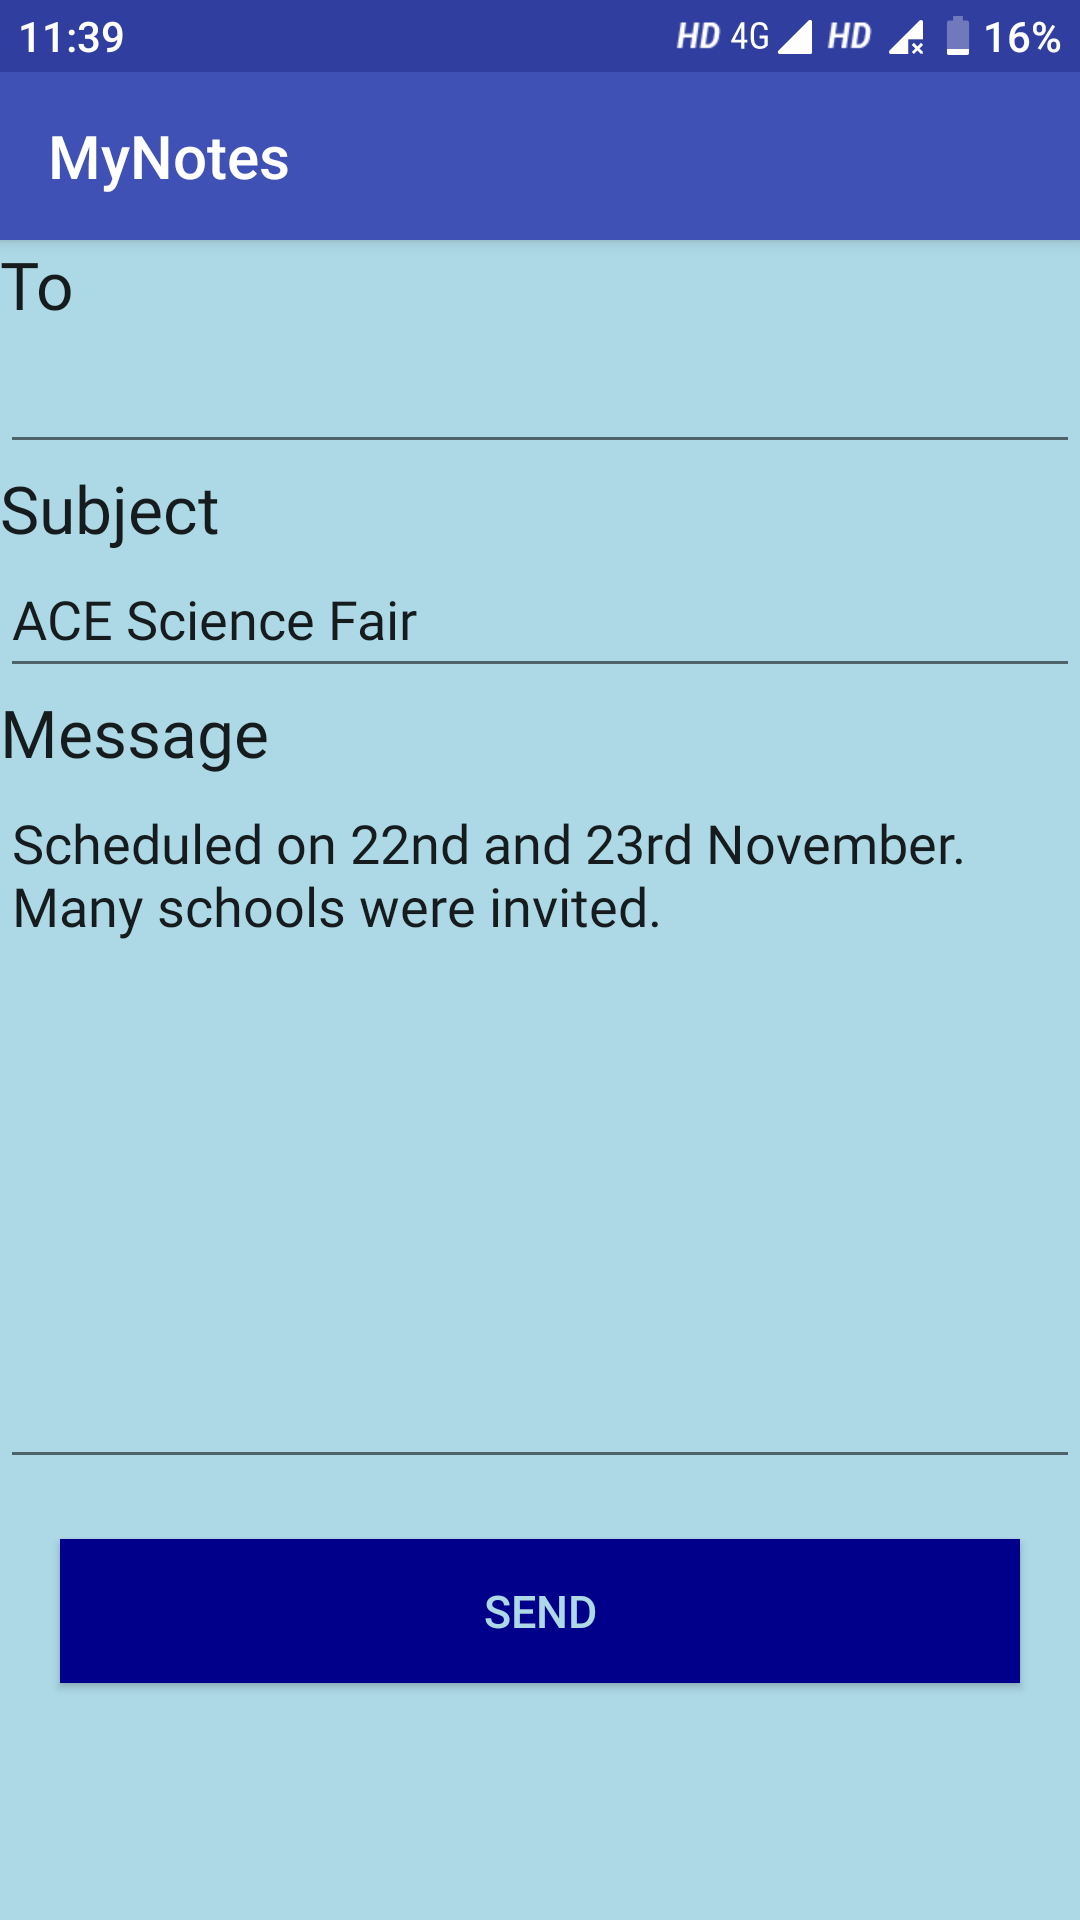 11:39 HD 4G HD 16%
MyNotes
To
Subject
ACE Science Fair
Message
Scheduled on 22nd and 23rd November.
Many schools were invited.
SEND